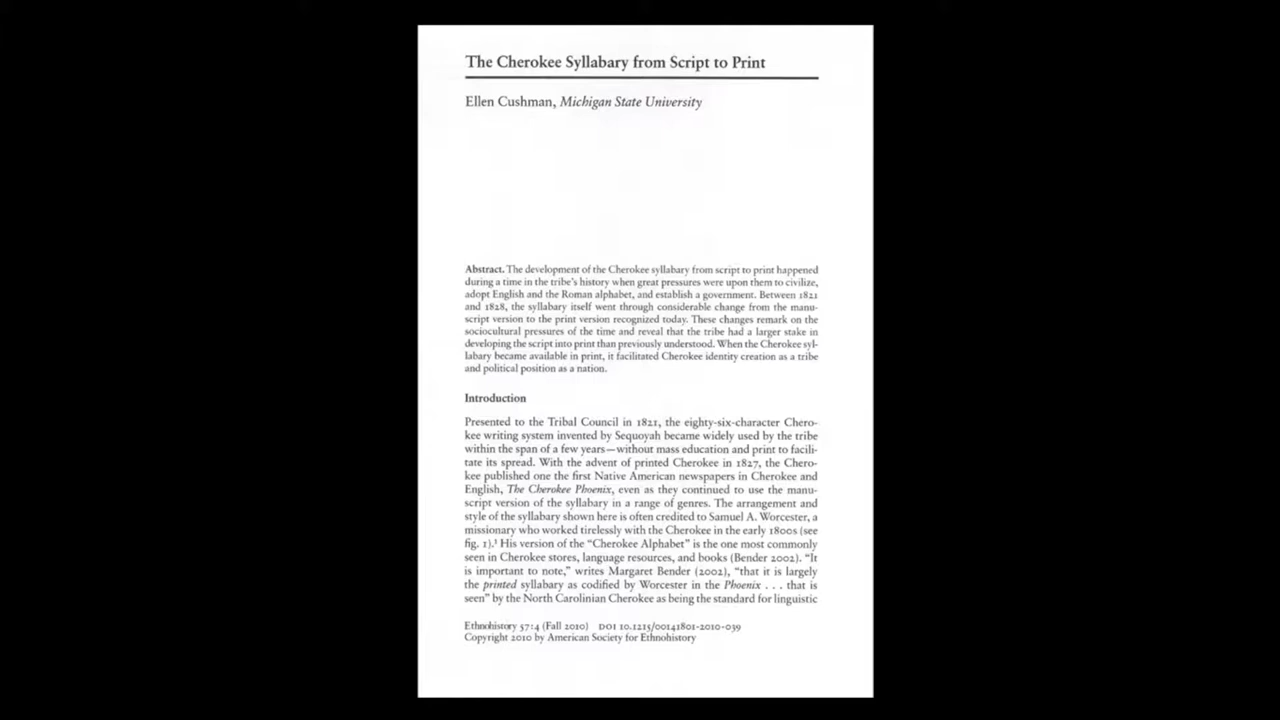 The Cherokee Syllabary from Script to Print
Ellen Cushman, Michigan State University
Abstract. The development of the Cherokee syllabary from script to print happened
during a time in the tribe's history when great pressures were upon them to civilize,
adopt English and the Roman alphabet, and establish a government. Between 1821
and 1828, the syllabary itself went through considerable change from the manu-
script version to the print version recognized today. These changes remark on the
sociocultural pressures of the time and reveal that the tribe had a larger stake in
developing the script into print than previously understood. When the Cherokee syl-
labary became available in print, it facilitated Cherokee identity creation as a tribe
and political position as a nation.
Introduction
Presented to the Tribal Council in 1821, the eighty-six-character Chero-
kee writing system invented by Sequoyah became widely used by the tribe
within the span of a few years—without mass education and print to facili-
tate its spread. With the advent of printed Cherokee in 1827, the Chero-
kee published one the first Native American newspapers in Cherokee and
English, The Cherokee Phoenix, even as they continued to use the manu-
script version of the syllabary in a range of genres. The arrangement and
style of the syllabary shown here is often credited to Samuel A. Worcester, a
missionary who worked tirelessly with the Cherokee in the early 1800s (see
fig. 1).¹ His version of the “Cherokee Alphabet” is the one most commonly
seen in Cherokee stores, language resources, and books (Bender 2002). “It
is important to note,” writes Margaret Bender (2002), “that it is largely
the printed syllabary as codified by Worcester in the Phoenix . . . that is
seen” by the North Carolinian Cherokee as being the standard for linguistic
Ethnohistory 57:4 (Fall 2010) DOI 10.1215/00141801-2010-039
Copyright 2010 by American Society for Ethnohistory